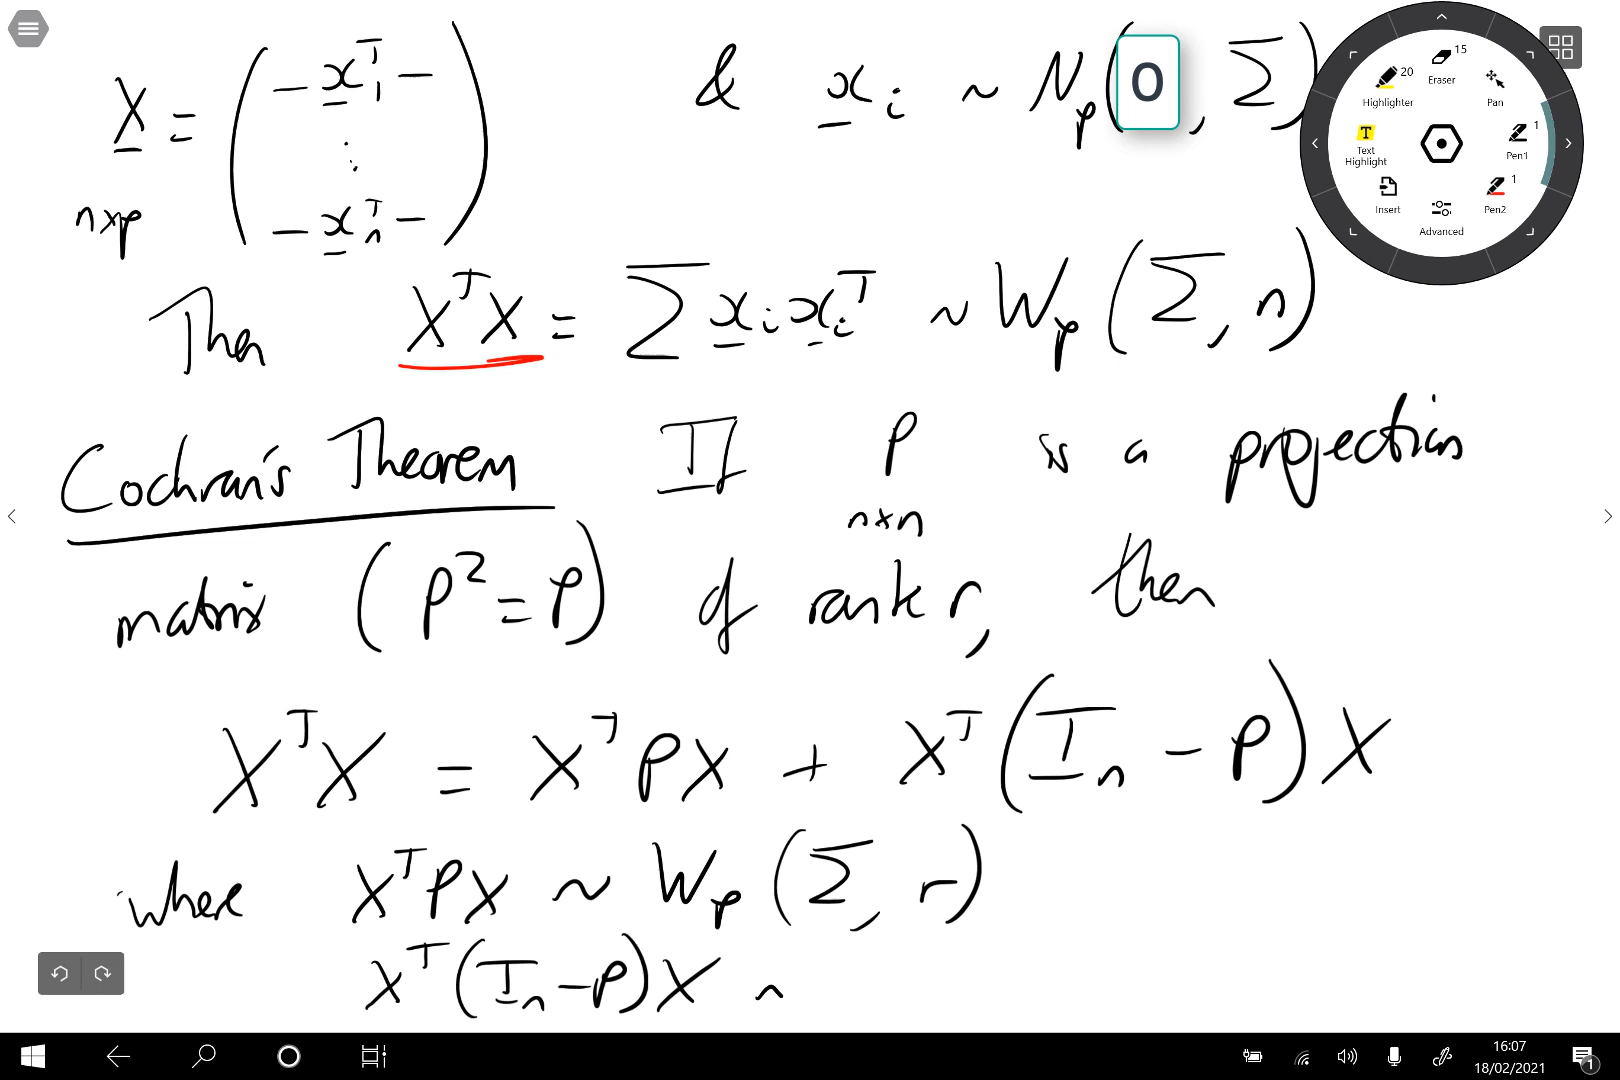 X = ( — x₁ᵀ — & xᵢ ~ Nₚ(0, Σ)
⋮
n×p — xₙᵀ — )
Then XᵀX = Σ xᵢxᵢᵀ ~ Wₚ(Σ, n)
Cochran's Theorem If P is a projection
n×n
matrix (P² = P) of rank r, then
XᵀX = XᵀPX + Xᵀ(Iₙ − P)X
where XᵀPX ~ Wₚ(Σ, r)
Xᵀ(Iₙ − P)X ~
15
Eraser
20
Highlighter
Pan
T
Text
Highlight
1
Pen1
Insert
1
Pen2
Advanced
16:07
18/02/2021
1